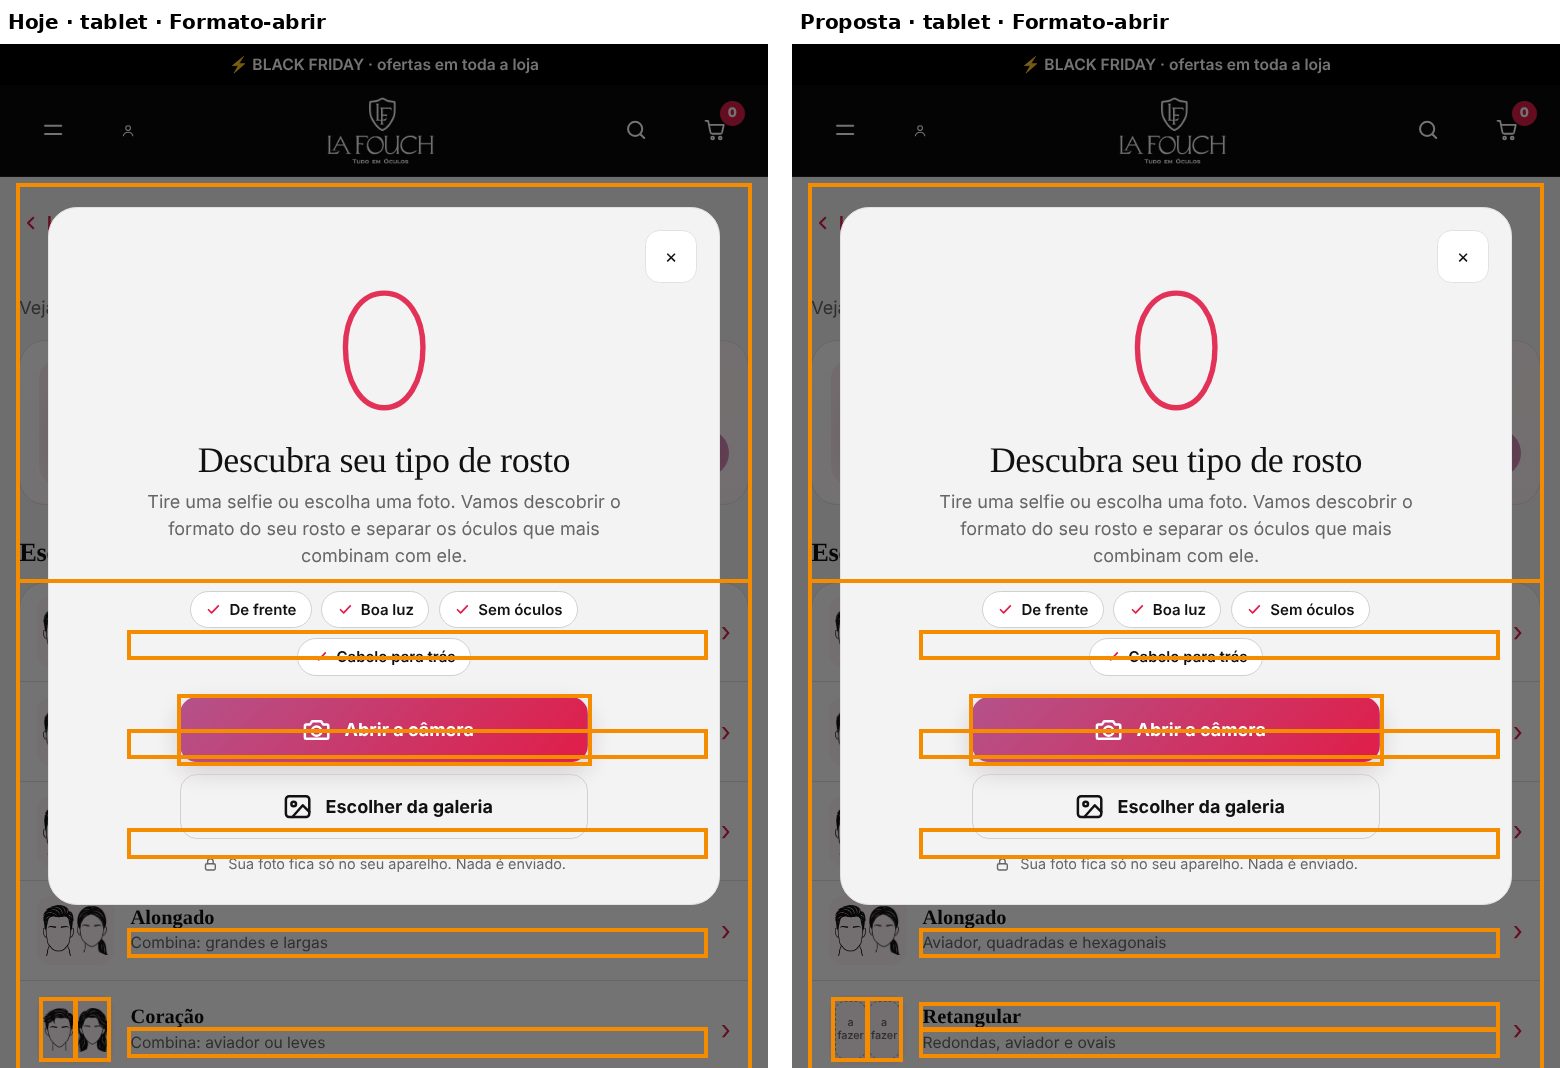 Hoje · tablet · Formato-abrir
⚡ BLACK FRIDAY · ofertas em toda a loja
0
LF
LA FOUCH
TUDO EM ÓCULOS
×
Vej
Descubra seu tipo de rosto
Tire uma selfie ou escolha uma foto. Vamos descobrir o
formato do seu rosto e separar os óculos que mais
combinam com ele.
Es
De frente
Boa luz
Sem óculos
Cabelo para trás
Abrir a câmera
Escolher da galeria
Sua foto fica só no seu aparelho. Nada é enviado.
Alongado
Combina: grandes e largas
Coração
Combina: aviador ou leves
Proposta · tablet · Formato-abrir
⚡ BLACK FRIDAY · ofertas em toda a loja
0
LF
LA FOUCH
TUDO EM ÓCULOS
×
Vej
Descubra seu tipo de rosto
Tire uma selfie ou escolha uma foto. Vamos descobrir o
formato do seu rosto e separar os óculos que mais
combinam com ele.
Es
De frente
Boa luz
Sem óculos
Cabelo para trás
Abrir a câmera
Escolher da galeria
Sua foto fica só no seu aparelho. Nada é enviado.
Alongado
Aviador, quadradas e hexagonais
a fazer
a fazer
Retangular
Redondas, aviador e ovais